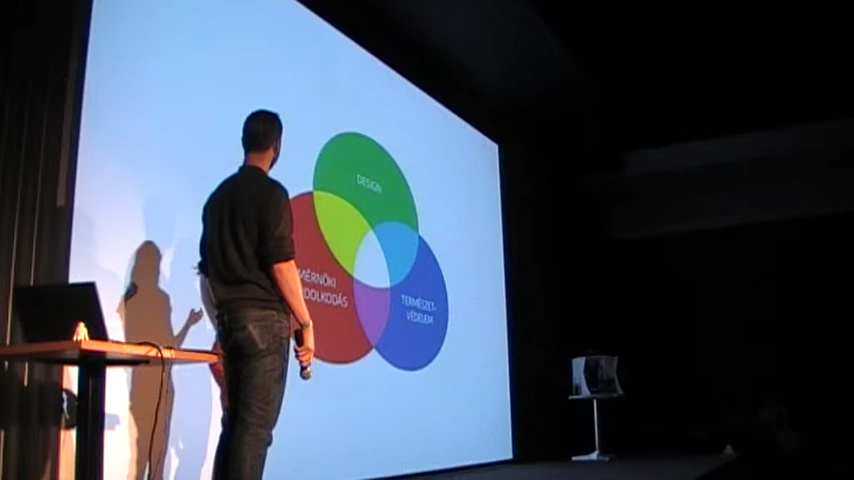 DESIGN
MÉRNÖKI
DOLKODÁS
TERMÉSZET-
VÉDELEM